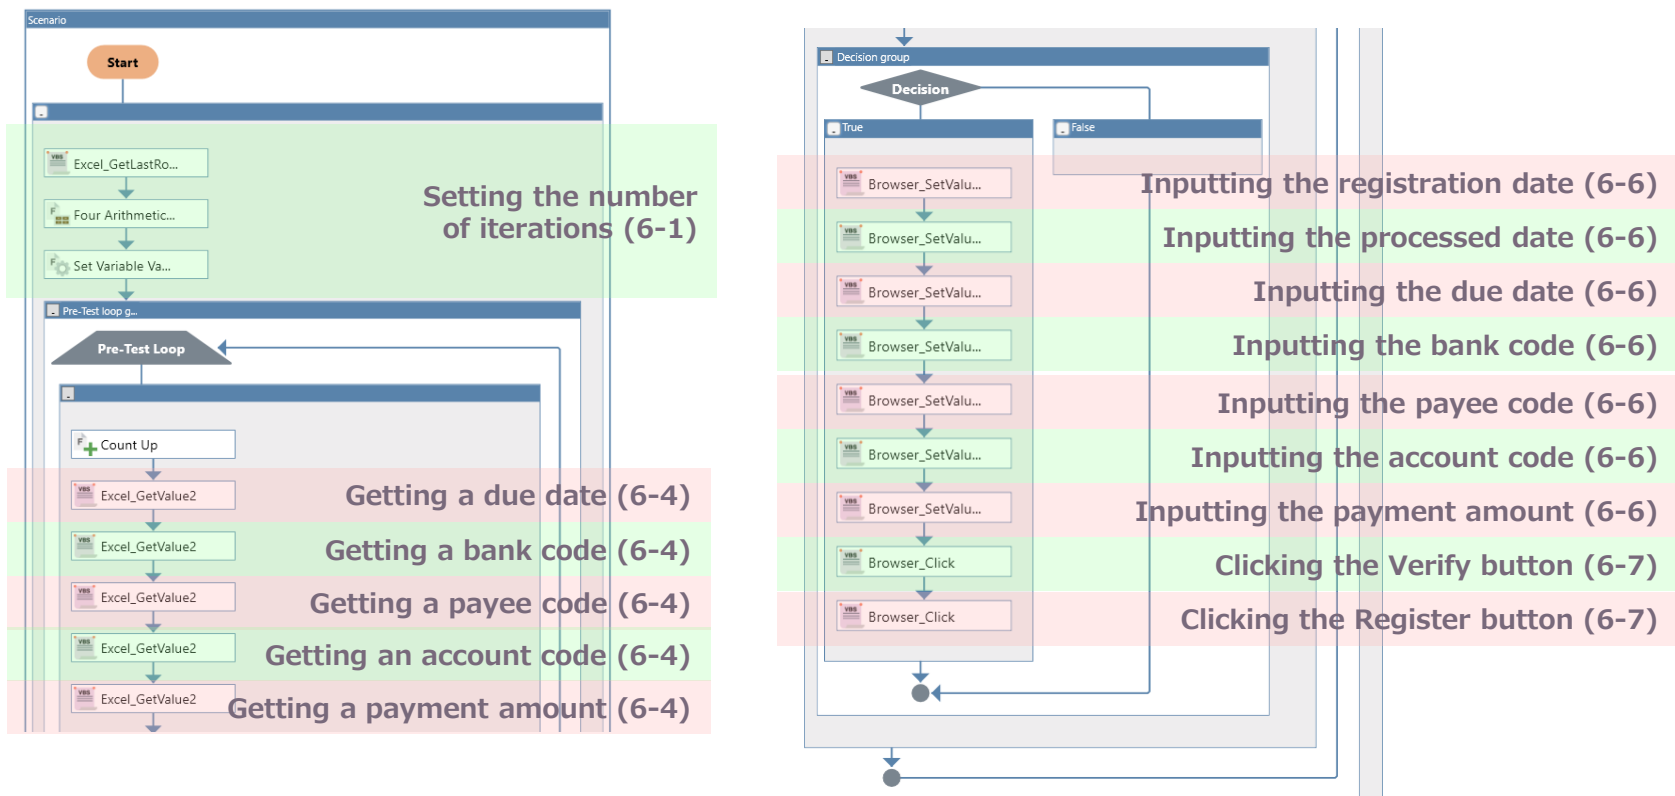 Scenario
Start
Excel_GetLastRo...
Four Arithmetic...
Set Variable Va...
Setting the number
of iterations (6-1)
Pre-Test loop g...
Pre-Test Loop
Count Up
Excel_GetValue2
Getting a due date (6-4)
Excel_GetValue2
Getting a bank code (6-4)
Excel_GetValue2
Getting a payee code (6-4)
Excel_GetValue2
Getting an account code (6-4)
Excel_GetValue2
Getting a payment amount (6-4)
Decision group
Decision
True
False
Browser_SetValu...
Inputting the registration date (6-6)
Browser_SetValu...
Inputting the processed date (6-6)
Browser_SetValu...
Inputting the due date (6-6)
Browser_SetValu...
Inputting the bank code (6-6)
Browser_SetValu...
Inputting the payee code (6-6)
Browser_SetValu...
Inputting the account code (6-6)
Browser_SetValu...
Inputting the payment amount (6-6)
Browser_Click
Clicking the Verify button (6-7)
Browser_Click
Clicking the Register button (6-7)